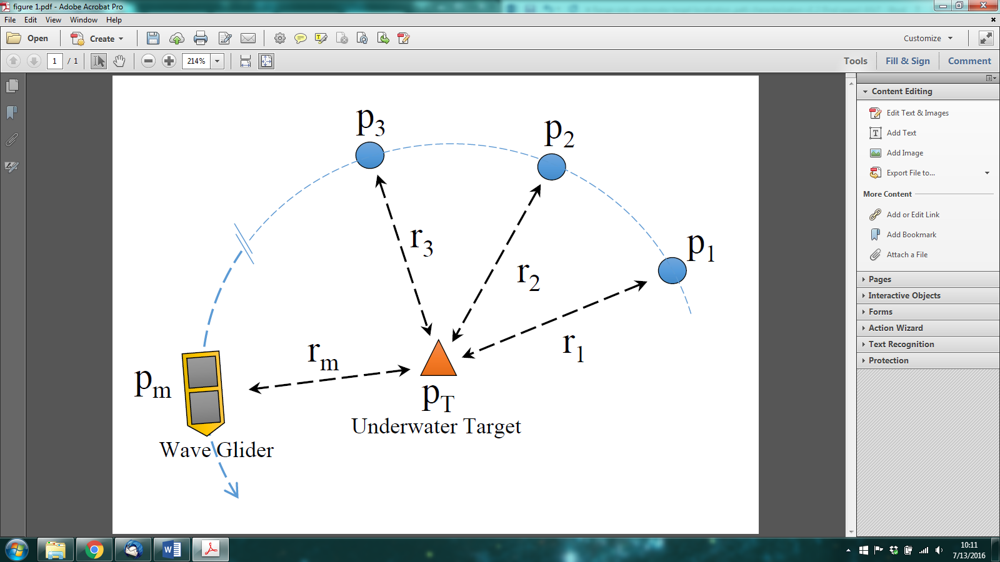 figure 1.pdf - Adobe Acrobat Pro
File Edit View Window Help
Open Create 1 / 1 214% Customize
Tools Fill & Sign Comment
Content Editing
Edit Text & Images
Add Text
Add Image
Export File to...
More Content
Add or Edit Link
Add Bookmark
Attach a File
Pages
Interactive Objects
Forms
Action Wizard
Text Recognition
Protection
p3
p2
p1
r3
r2
r1
rm
pm
pT
Underwater Target
Wave Glider
10:11
7/13/2016